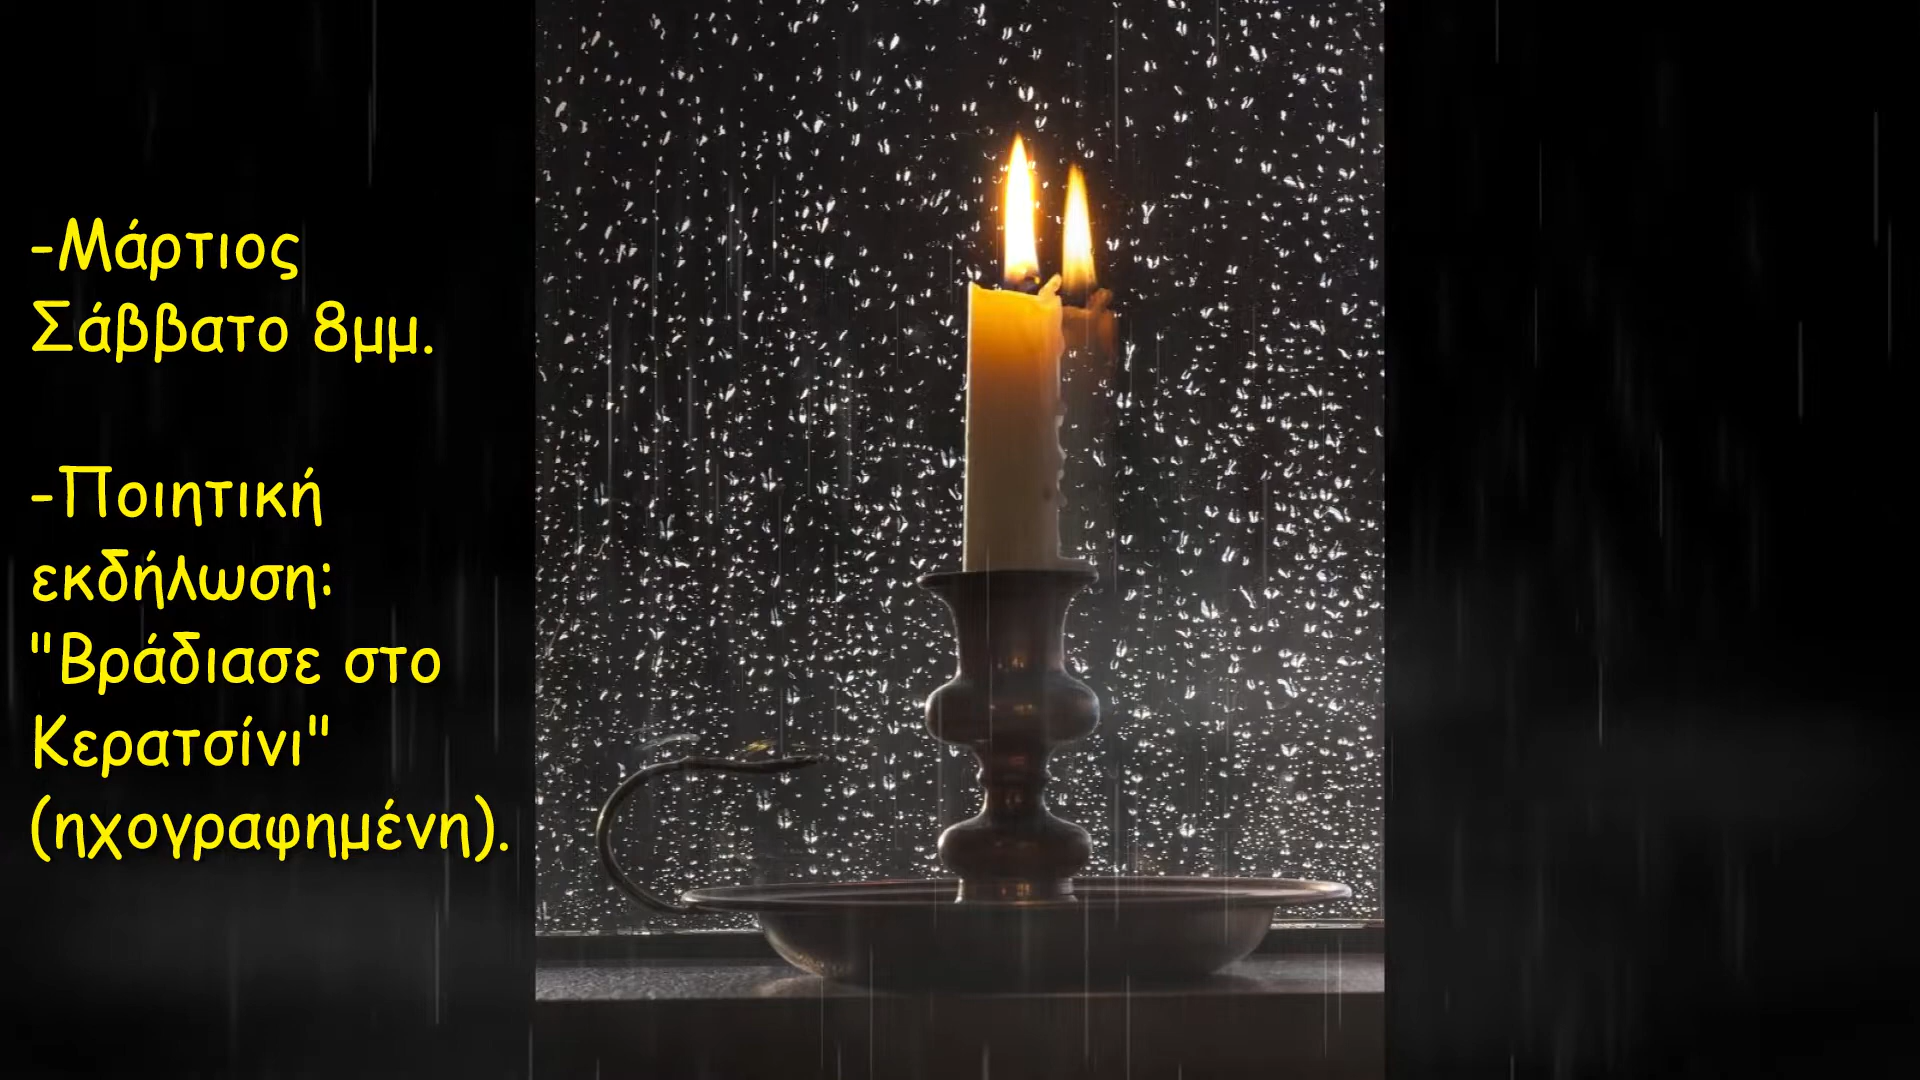 -Μάρτιος
Σάββατο 8μμ.
-Ποιητική
εκδήλωση:
"Βράδιασε στο
Κερατσίνι"
(ηχογραφημένη).